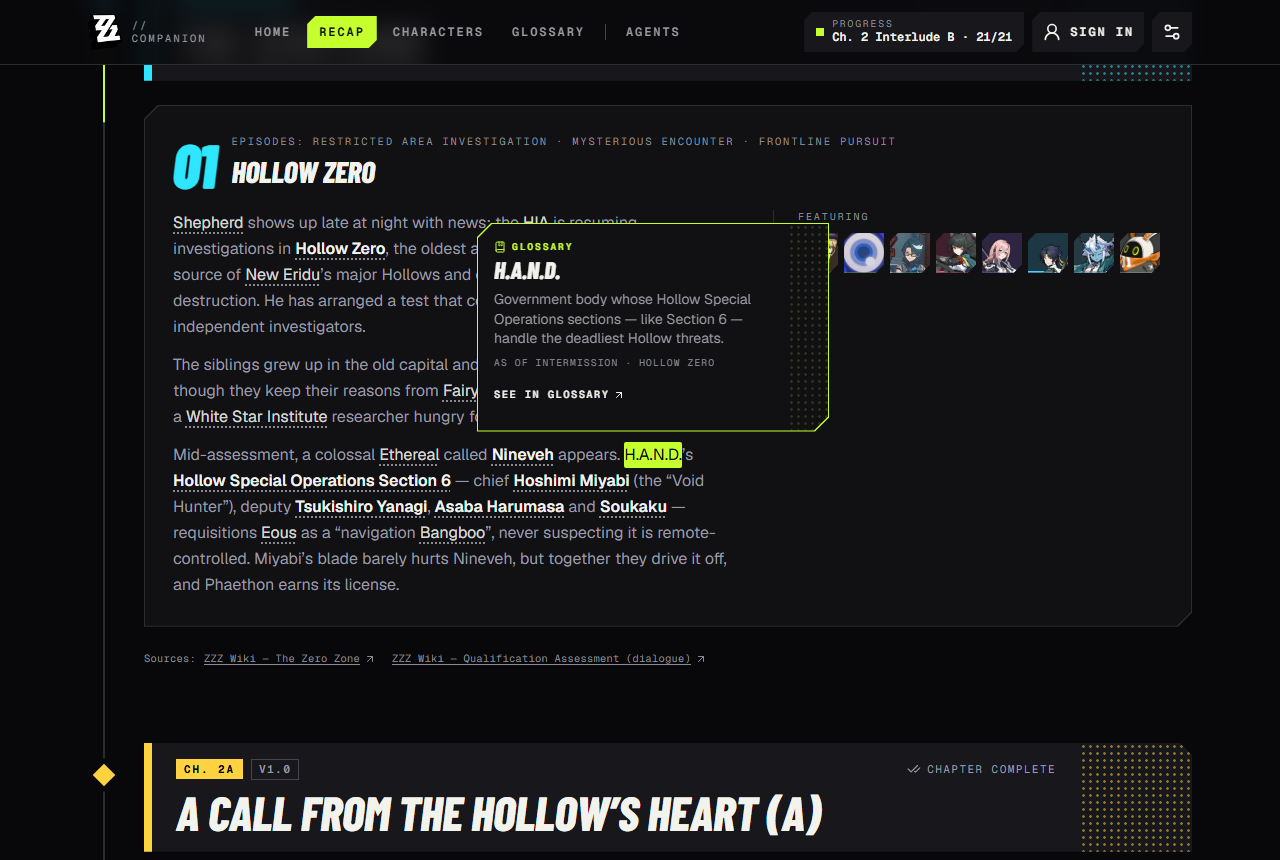 //
COMPANION
HOME
RECAP
CHARACTERS
GLOSSARY
AGENTS
PROGRESS
Ch. 2 Interlude B · 21/21
SIGN IN
EPISODES: RESTRICTED AREA INVESTIGATION · MYSTERIOUS ENCOUNTER · FRONTLINE PURSUIT
01
HOLLOW ZERO
Shepherd shows up late at night with news: the HIA is resuming
investigations in Hollow Zero, the oldest
source of New Eridu's major Hollows and
destruction. He has arranged a test that
independent investigators.
The siblings grew up in the old capital and
though they keep their reasons from Fairy
a White Star Institute researcher hungry
Mid-assessment, a colossal Ethereal called Nineveh appears. H.A.N.D.'s
Hollow Special Operations Section 6 — chief Hoshimi Miyabi (the “Void
Hunter”), deputy Tsukishiro Yanagi, Asaba Harumasa and Soukaku —
requisitions Eous as a “navigation Bangboo”, never suspecting it is remote-
controlled. Miyabi’s blade barely hurts Nineveh, but together they drive it off,
and Phaethon earns its license.
FEATURING
GLOSSARY
H.A.N.D.
Government body whose Hollow Special
Operations sections — like Section 6 —
handle the deadliest Hollow threats.
AS OF INTERMISSION · HOLLOW ZERO
SEE IN GLOSSARY
Sources: ZZZ Wiki — The Zero Zone ZZZ Wiki — Qualification Assessment (dialogue)
CH. 2A
V1.0
CHAPTER COMPLETE
A CALL FROM THE HOLLOW’S HEART (A)